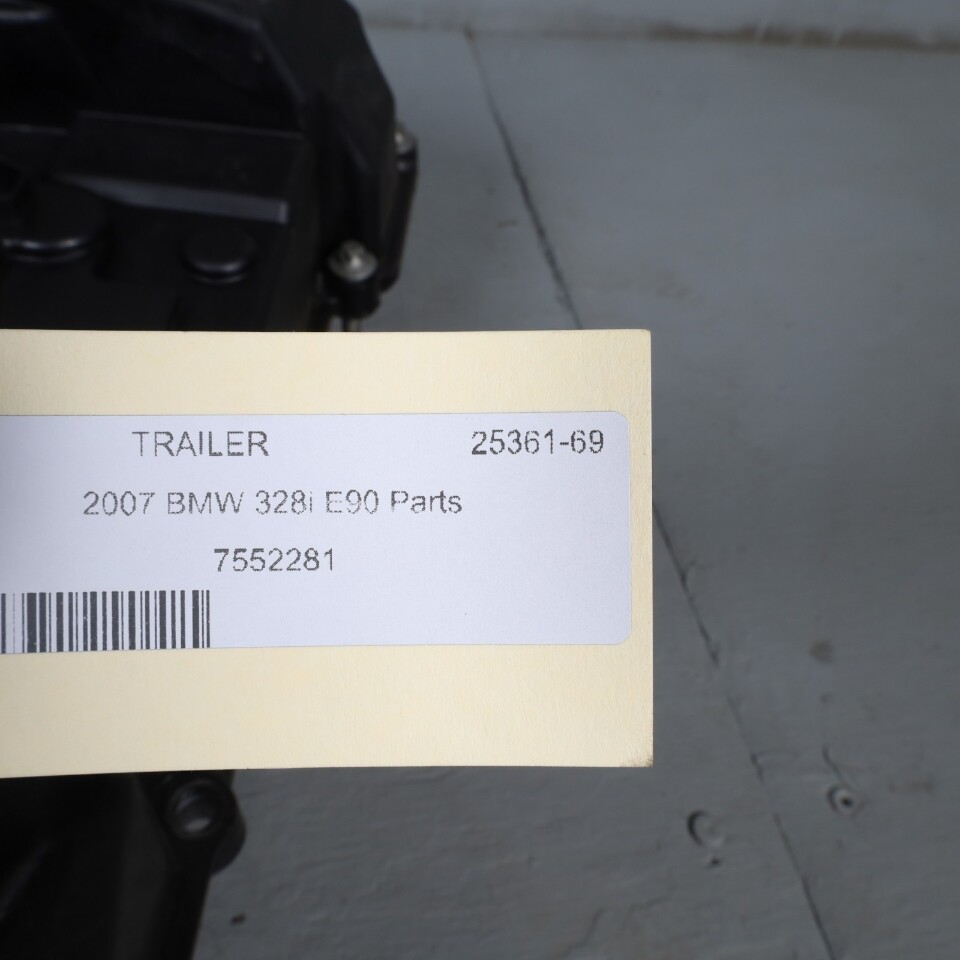 TRAILER 25361-69
2007 BMW 328i E90 Parts
7552281